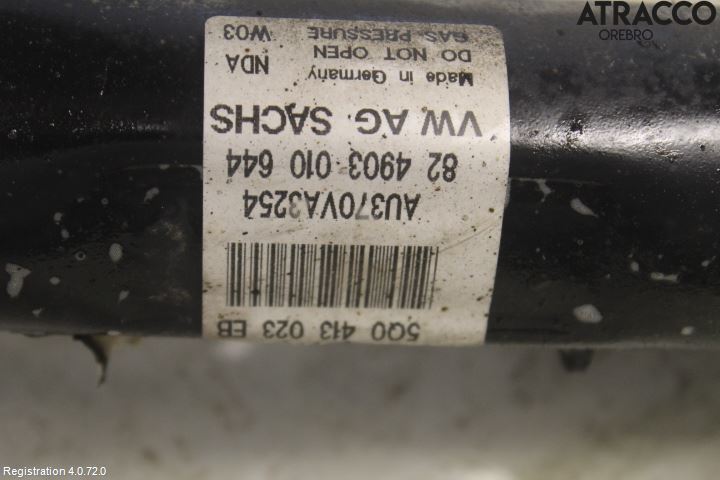 ATRACCO
ÖREBRO
5Q0 413 023 EB
AU370VA3254
82 4903 010 644
VW AG SACHS
Made in Germany NDA
DO NOT OPEN
GAS PRESSURE W03
Registration 4.0.72.0